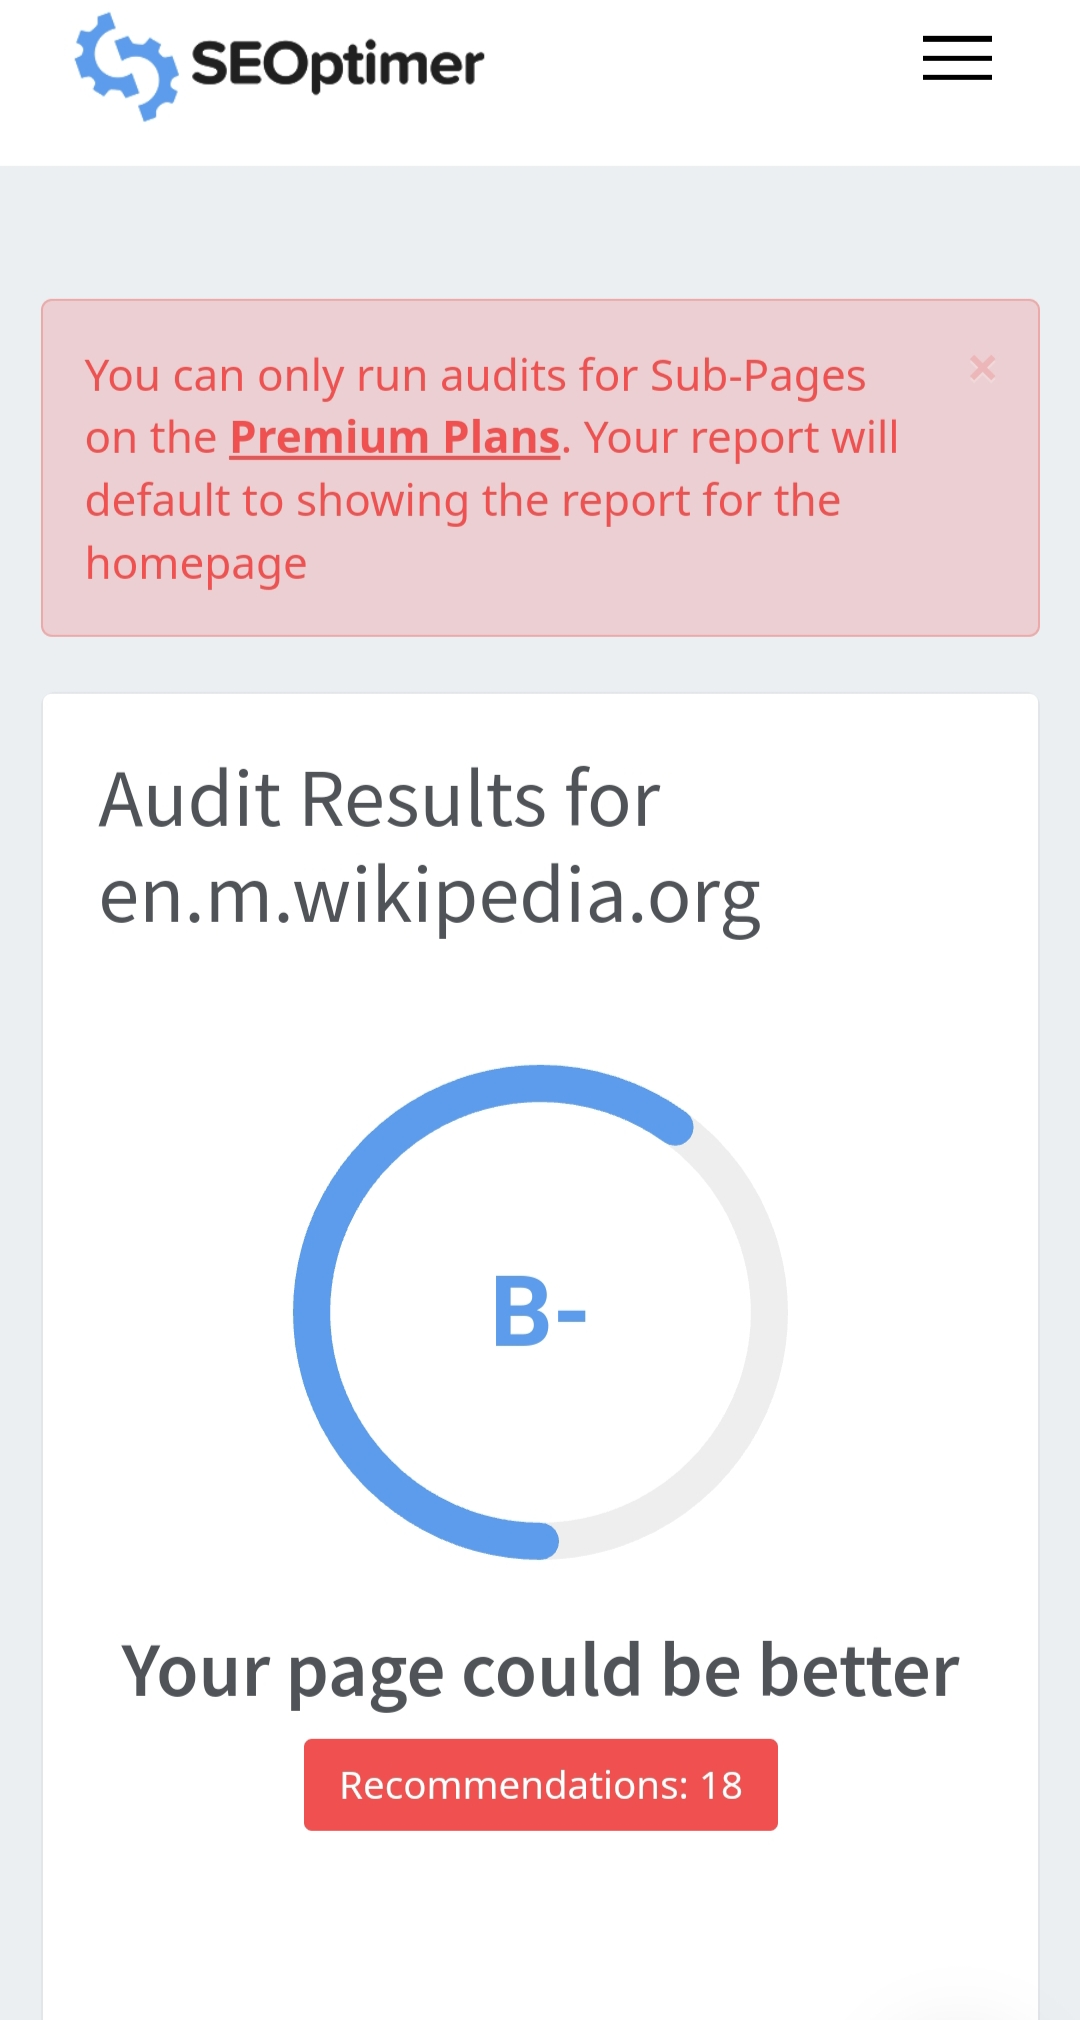 SEOptimer
You can only run audits for Sub-Pages
on the Premium Plans. Your report will
default to showing the report for the
homepage
×
Audit Results for
en.m.wikipedia.org
B-
Your page could be better
Recommendations: 18